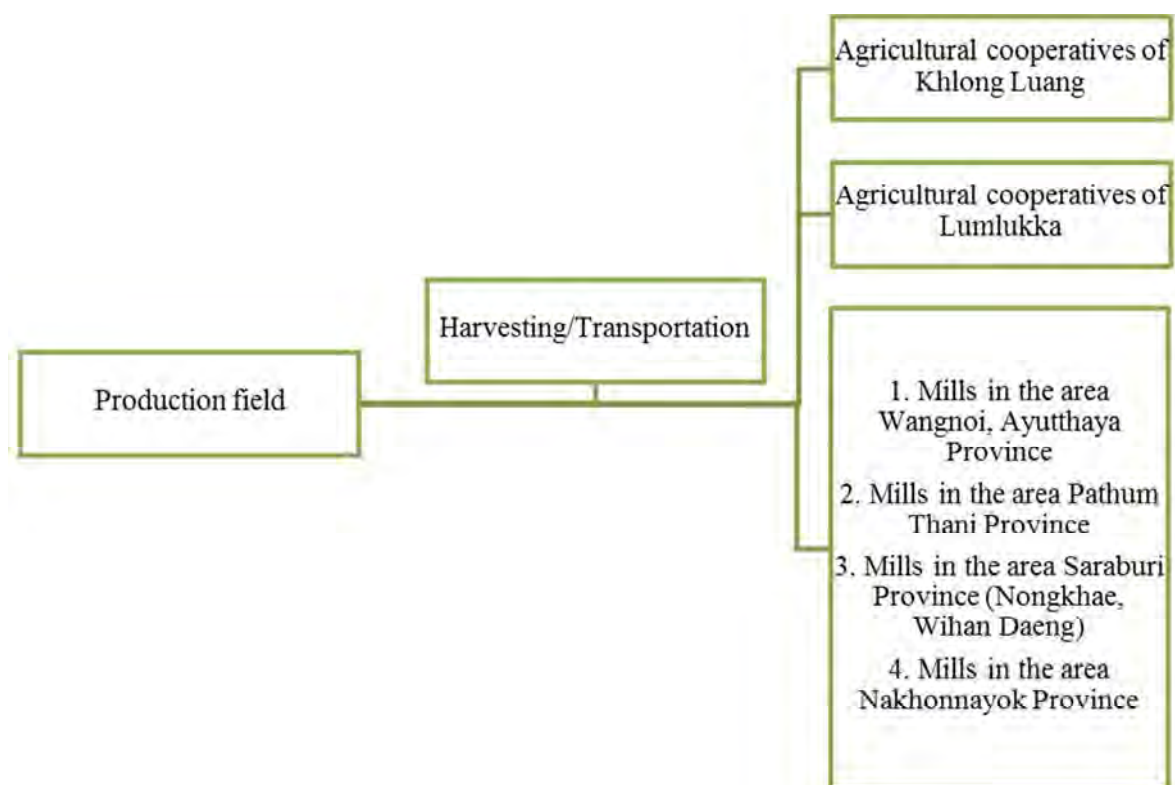 Agricultural cooperatives of
Khlong Luang
Agricultural cooperatives of
Lumlukka
Harvesting/Transportation
Production field
1. Mills in the area
Wangnoi, Ayutthaya
Province
2. Mills in the area Pathum
Thani Province
3. Mills in the area Saraburi
Province (Nongkhae,
Wihan Daeng)
4. Mills in the area
Nakhonnayok Province